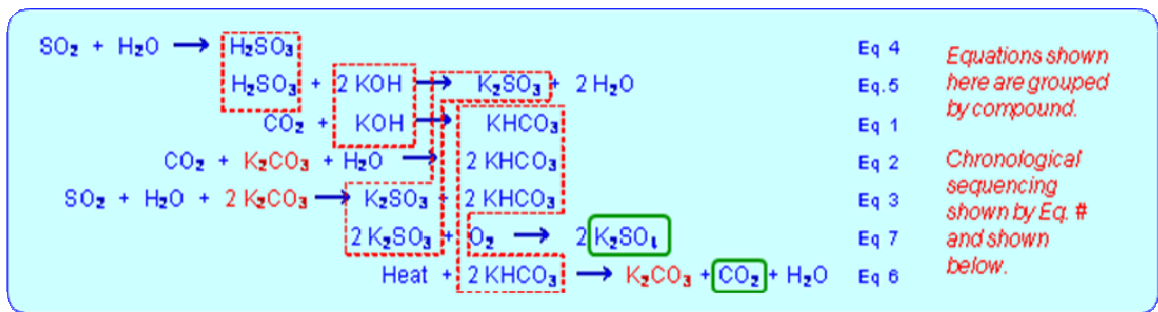 SO₂ + H₂O → H₂SO₃ Eq 4
H₂SO₃ + 2 KOH → K₂SO₃ + 2 H₂O Eq.5
CO₂ + KOH → KHCO₃ Eq 1
CO₂ + K₂CO₃ + H₂O → 2 KHCO₃ Eq 2
SO₂ + H₂O + 2 K₂CO₃ → K₂SO₃ + 2 KHCO₃ Eq 3
2 K₂SO₃ + O₂ → 2 K₂SO₄ Eq 7
Heat + 2 KHCO₃ → K₂CO₃ + CO₂ + H₂O Eq 6
Equations shown
here are grouped
by compound.
Chronological
sequencing
shown by Eq. #
and shown
below.